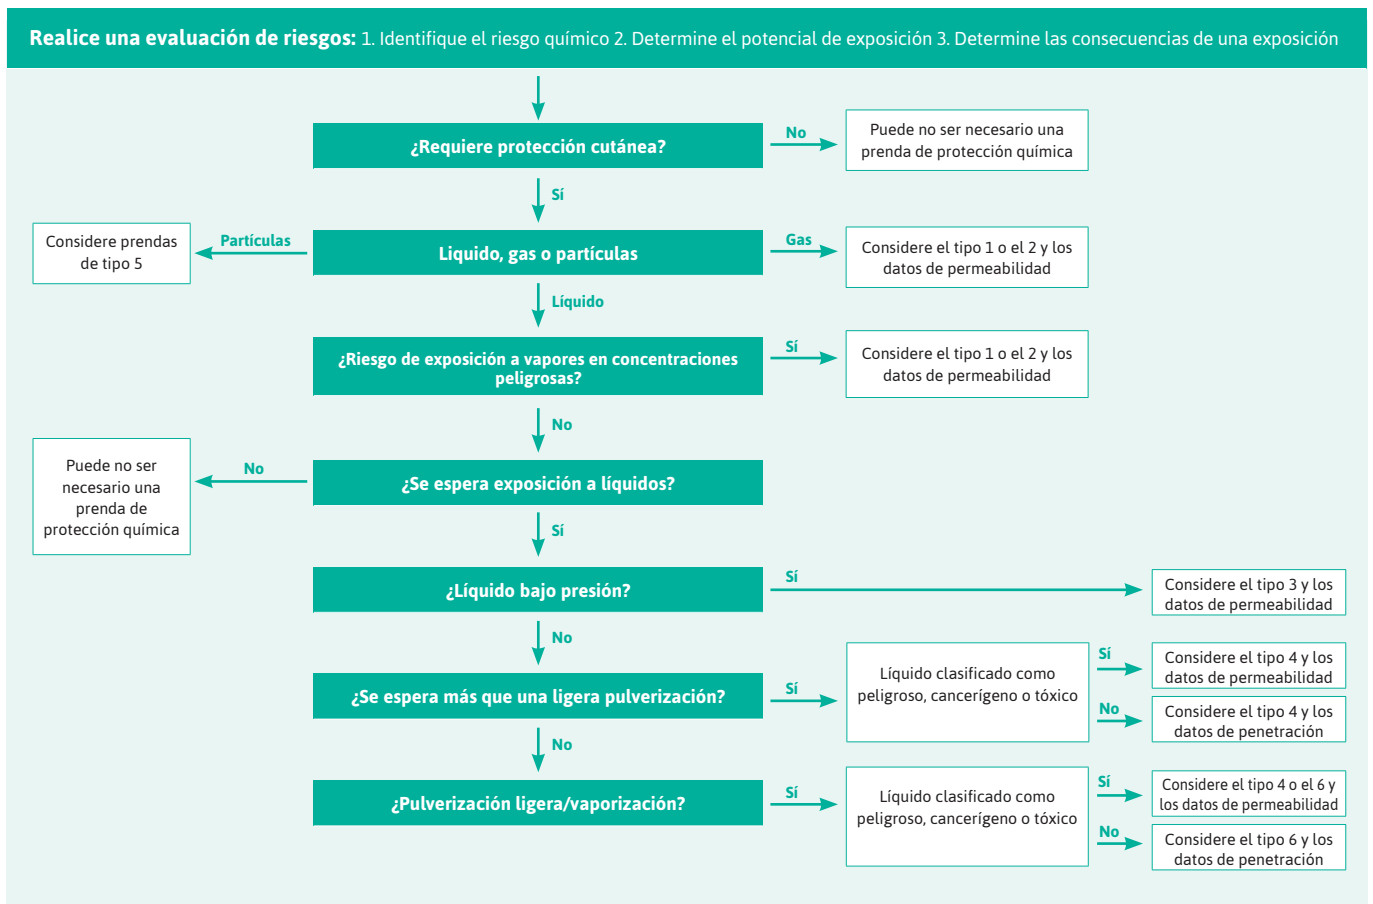 Realice una evaluación de riesgos: 1. Identifique el riesgo químico 2. Determine el potencial de exposición 3. Determine las consecuencias de una exposición
¿Requiere protección cutánea?
No
Puede no ser necesario una
prenda de protección química
Sí
Considere prendas
de tipo 5
Partículas
Liquido, gas o partículas
Gas
Considere el tipo 1 o el 2 y los
datos de permeabilidad
Líquido
¿Riesgo de exposición a vapores en concentraciones
peligrosas?
Sí
Considere el tipo 1 o el 2 y los
datos de permeabilidad
No
Puede no ser
necesario una
prenda de
protección química
No
¿Se espera exposición a líquidos?
Sí
¿Líquido bajo presión?
Sí
Considere el tipo 3 y los
datos de permeabilidad
No
¿Se espera más que una ligera pulverización?
Sí
Líquido clasificado como
peligroso, cancerígeno o tóxico
Sí
Considere el tipo 4 y los
datos de permeabilidad
No
Considere el tipo 4 y los
datos de penetración
No
¿Pulverización ligera/vaporización?
Sí
Líquido clasificado como
peligroso, cancerígeno o tóxico
Sí
Considere el tipo 4 o el 6 y
los datos de permeabilidad
No
Considere el tipo 6 y los
datos de penetración